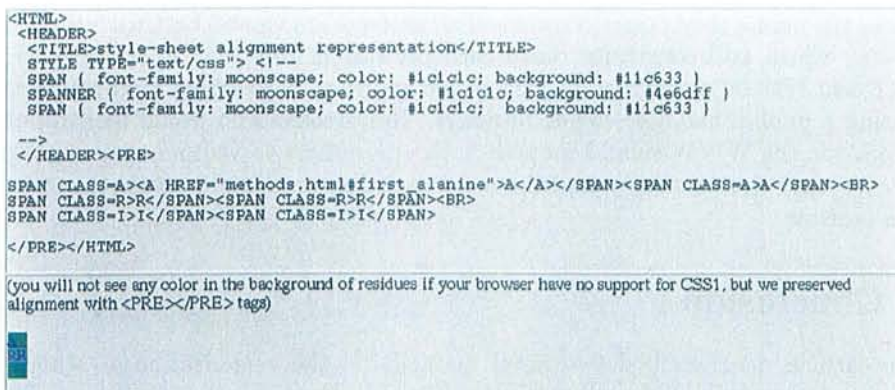 <HTML>
<HEADER>
<TITLE>style-sheet alignment representation</TITLE>
STYLE TYPE="text/css"> <!--
SPAN { font-family: moonscape; color: #1c1c1c; background: #11c633 }
SPANNER { font-family: moonscape; color: #1c1c1c; background: #4e6dff }
SPAN { font-family: moonscape; color: #1c1c1c; background: #11c633 }
-->
</HEADER><PRE>
SPAN CLASS=A><A HREF="methods.html#first_alanine">A</A></SPAN><SPAN CLASS=A>A</SPAN><BR>
SPAN CLASS=R>R</SPAN><SPAN CLASS=R>R</SPAN><BR>
SPAN CLASS=I>I</SPAN><SPAN CLASS=I>I</SPAN>
</PRE></HTML>
(you will not see any color in the background of residues if your browser have no support for CSS1, but we preserved
alignment with <PRE></PRE> tags)
RR